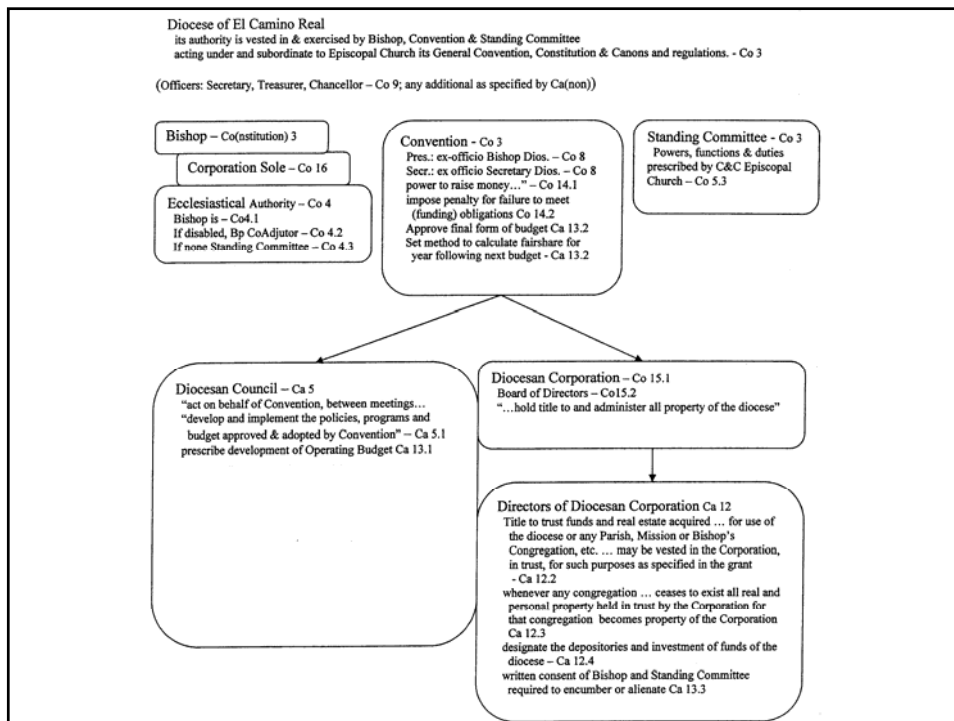 Diocese of El Camino Real
its authority is vested in & exercised by Bishop, Convention & Standing Committee
acting under and subordinate to Episcopal Church its General Convention, Constitution & Canons and regulations. - Co 3
(Officers: Secretary, Treasurer, Chancellor – Co 9; any additional as specified by Ca(non))
Bishop – Co(nstitution) 3
Corporation Sole – Co 16
Ecclesiastical Authority – Co 4
Bishop is – Co4.1
If disabled, Bp CoAdjutor – Co 4.2
If none Standing Committee – Co 4.3
Convention - Co 3
Pres.: ex-officio Bishop Dios. – Co 8
Secr.: ex officio Secretary Dios. – Co 8
power to raise money…” – Co 14.1
impose penalty for failure to meet
(funding) obligations Co 14.2
Approve final form of budget Ca 13.2
Set method to calculate fairshare for
year following next budget - Ca 13.2
Standing Committee - Co 3
Powers, functions & duties
prescribed by C&C Episcopal
Church – Co 5.3
Diocesan Council – Ca 5
“act on behalf of Convention, between meetings…
“develop and implement the policies, programs and
budget approved & adopted by Convention” – Ca 5.1
prescribe development of Operating Budget Ca 13.1
Diocesan Corporation – Co 15.1
Board of Directors – Co15.2
“…hold title to and administer all property of the diocese”
Directors of Diocesan Corporation Ca 12
Title to trust funds and real estate acquired … for use of
the diocese or any Parish, Mission or Bishop’s
Congregation, etc. … may be vested in the Corporation,
in trust, for such purposes as specified in the grant
- Ca 12.2
whenever any congregation … ceases to exist all real and
personal property held in trust by the Corporation for
that congregation becomes property of the Corporation
Ca 12.3
designate the depositories and investment of funds of the
diocese – Ca 12.4
written consent of Bishop and Standing Committee
required to encumber or alienate Ca 13.3